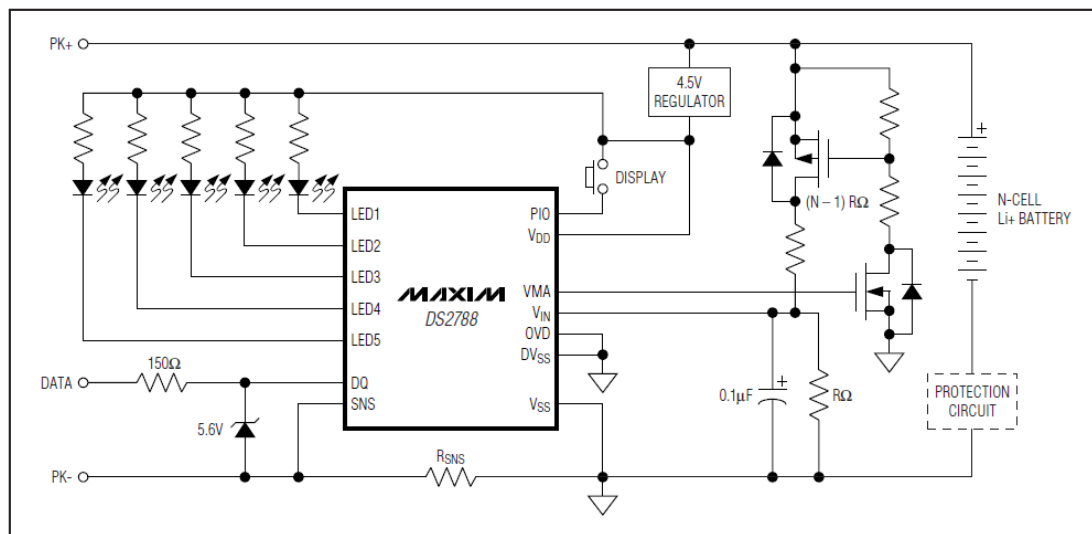 PK+
4.5V
REGULATOR
DISPLAY
(N – 1) RΩ
N-CELL
Li+ BATTERY
+
LED1
LED2
LED3
LED4
LED5
PIO
VDD
MAXIM
DS2788
VMA
VIN
OVD
DVSS
150Ω
DATA
DQ
SNS
VSS
5.6V
0.1µF
+
RΩ
PROTECTION
CIRCUIT
RSNS
PK-